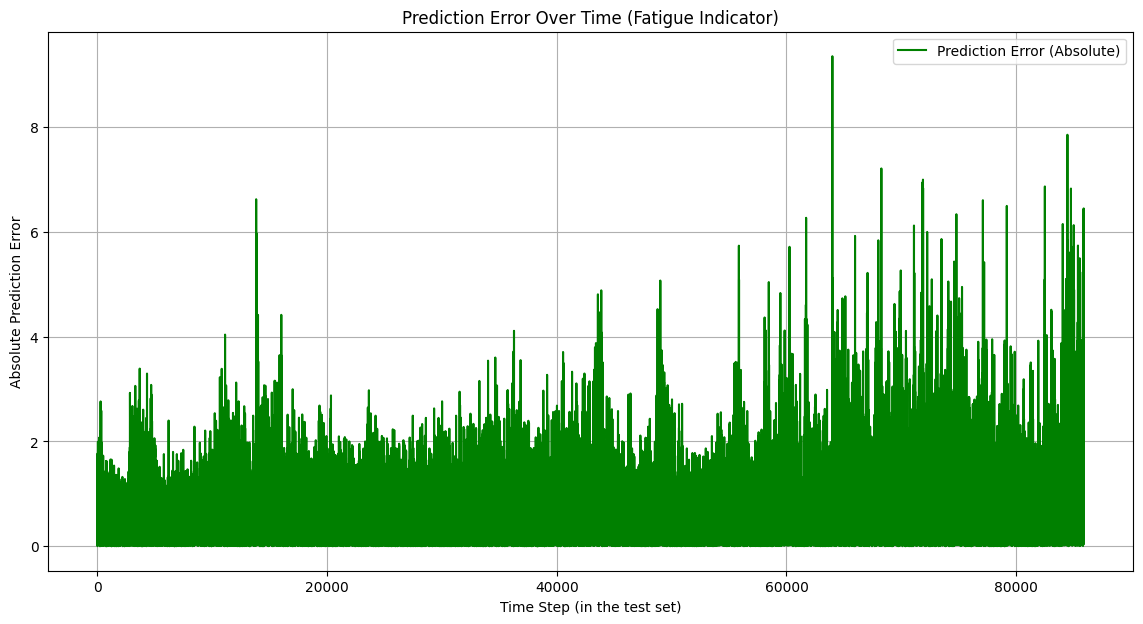 Prediction Error Over Time (Fatigue Indicator)
Prediction Error (Absolute)
Absolute Prediction Error
8
6
4
2
0
0 20000 40000 60000 80000
Time Step (in the test set)